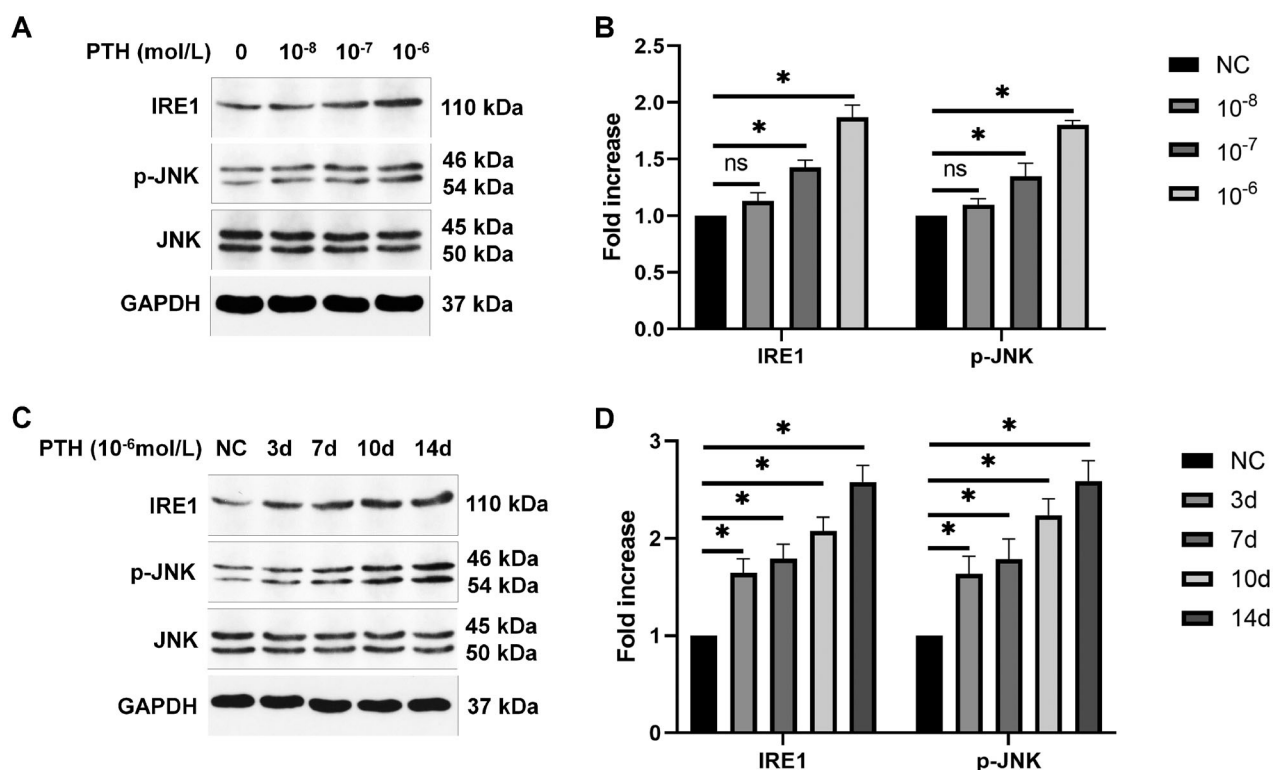 A
PTH (mol/L) 0 10⁻⁸ 10⁻⁷ 10⁻⁶
IRE1 110 kDa
p-JNK 46 kDa
54 kDa
JNK 45 kDa
50 kDa
GAPDH 37 kDa
B
Fold increase
2.5
2.0
1.5
1.0
0.5
0.0
ns * *
ns * *
IRE1 p-JNK
NC
10⁻⁸
10⁻⁷
10⁻⁶
C
PTH (10⁻⁶mol/L) NC 3d 7d 10d 14d
IRE1 110 kDa
p-JNK 46 kDa
54 kDa
JNK 45 kDa
50 kDa
GAPDH 37 kDa
D
Fold increase
3
2
1
0
* * * *
* * * *
IRE1 p-JNK
NC
3d
7d
10d
14d